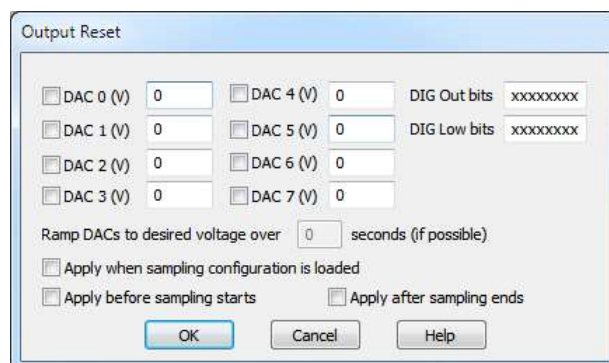 Output Reset
DAC 0 (V) 0 DAC 4 (V) 0 DIG Out bits xxxxxxxx
DAC 1 (V) 0 DAC 5 (V) 0 DIG Low bits xxxxxxxx
DAC 2 (V) 0 DAC 6 (V) 0
DAC 3 (V) 0 DAC 7 (V) 0
Ramp DACs to desired voltage over 0 seconds (if possible)
Apply when sampling configuration is loaded
Apply before sampling starts Apply after sampling ends
OK Cancel Help